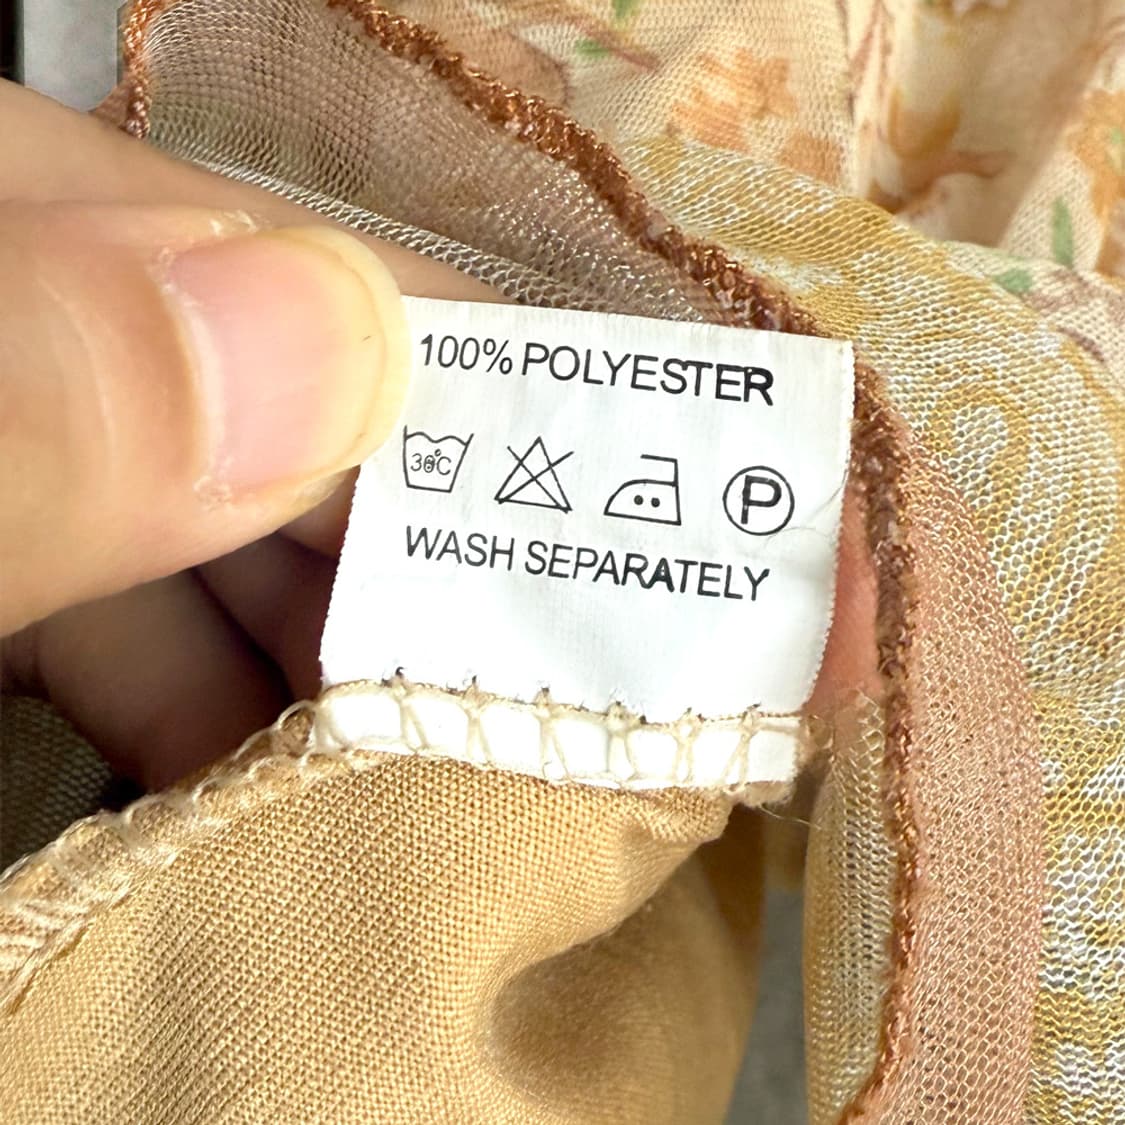 100% POLYESTER
30°C P
WASH SEPARATELY